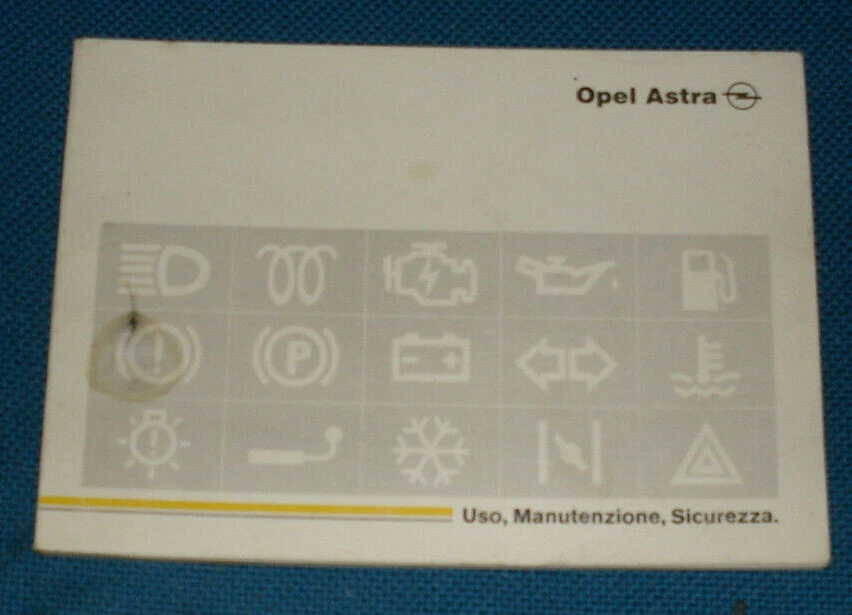 Opel Astra
P
Uso, Manutenzione, Sicurezza.